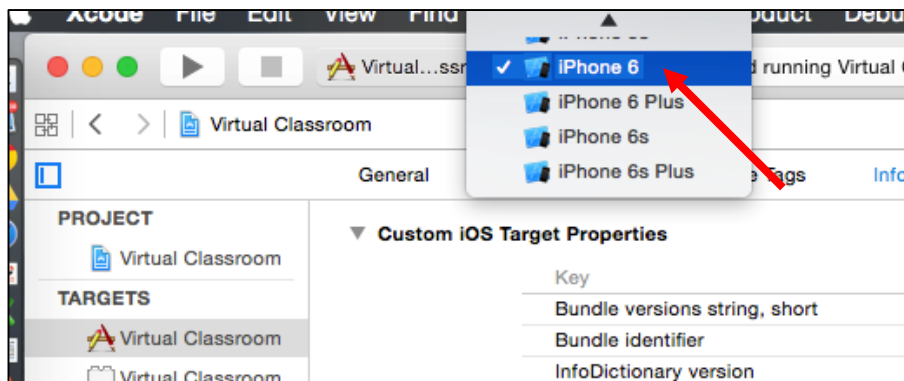 Xcode File Edit View Find oduct Debu
Virtual...ssr
iPhone 6
d running Virtual
iPhone 6 Plus
iPhone 6s
iPhone 6s Plus
Virtual Classroom
General
Tags
Info
PROJECT
Virtual Classroom
TARGETS
Virtual Classroom
Virtual Classroom
Custom iOS Target Properties
Key
Bundle versions string, short
Bundle identifier
InfoDictionary version